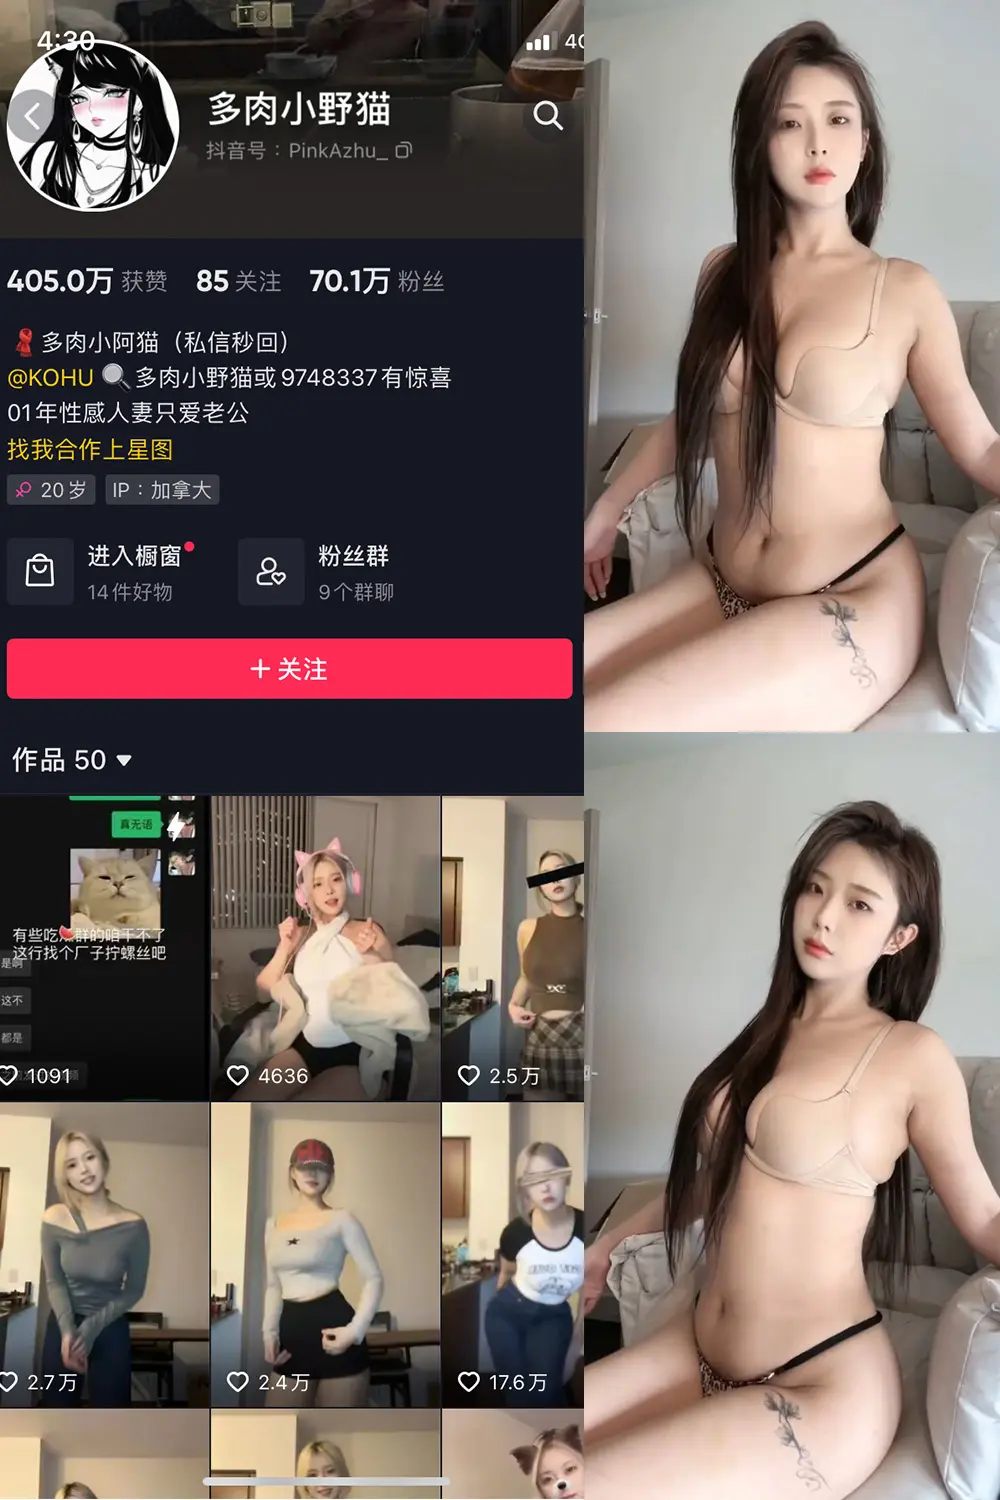 4:30
4G
多肉小野猫
抖音号：PinkAzhu_
405.0万 获赞 85 关注 70.1万 粉丝
多肉小阿猫（私信秒回）
@KOHU 多肉小野猫或9748337有惊喜
01年性感人妻只爱老公
找我合作上星图
20岁 IP：加拿大
进入橱窗
14件好物
粉丝群
9个群聊
＋关注
作品 50
真无语
有些吃瓜群的咱干不了
这行找个厂子拧螺丝吧
是啊
这不
都是
1091
4636
2.5万
2.7万
2.4万
17.6万